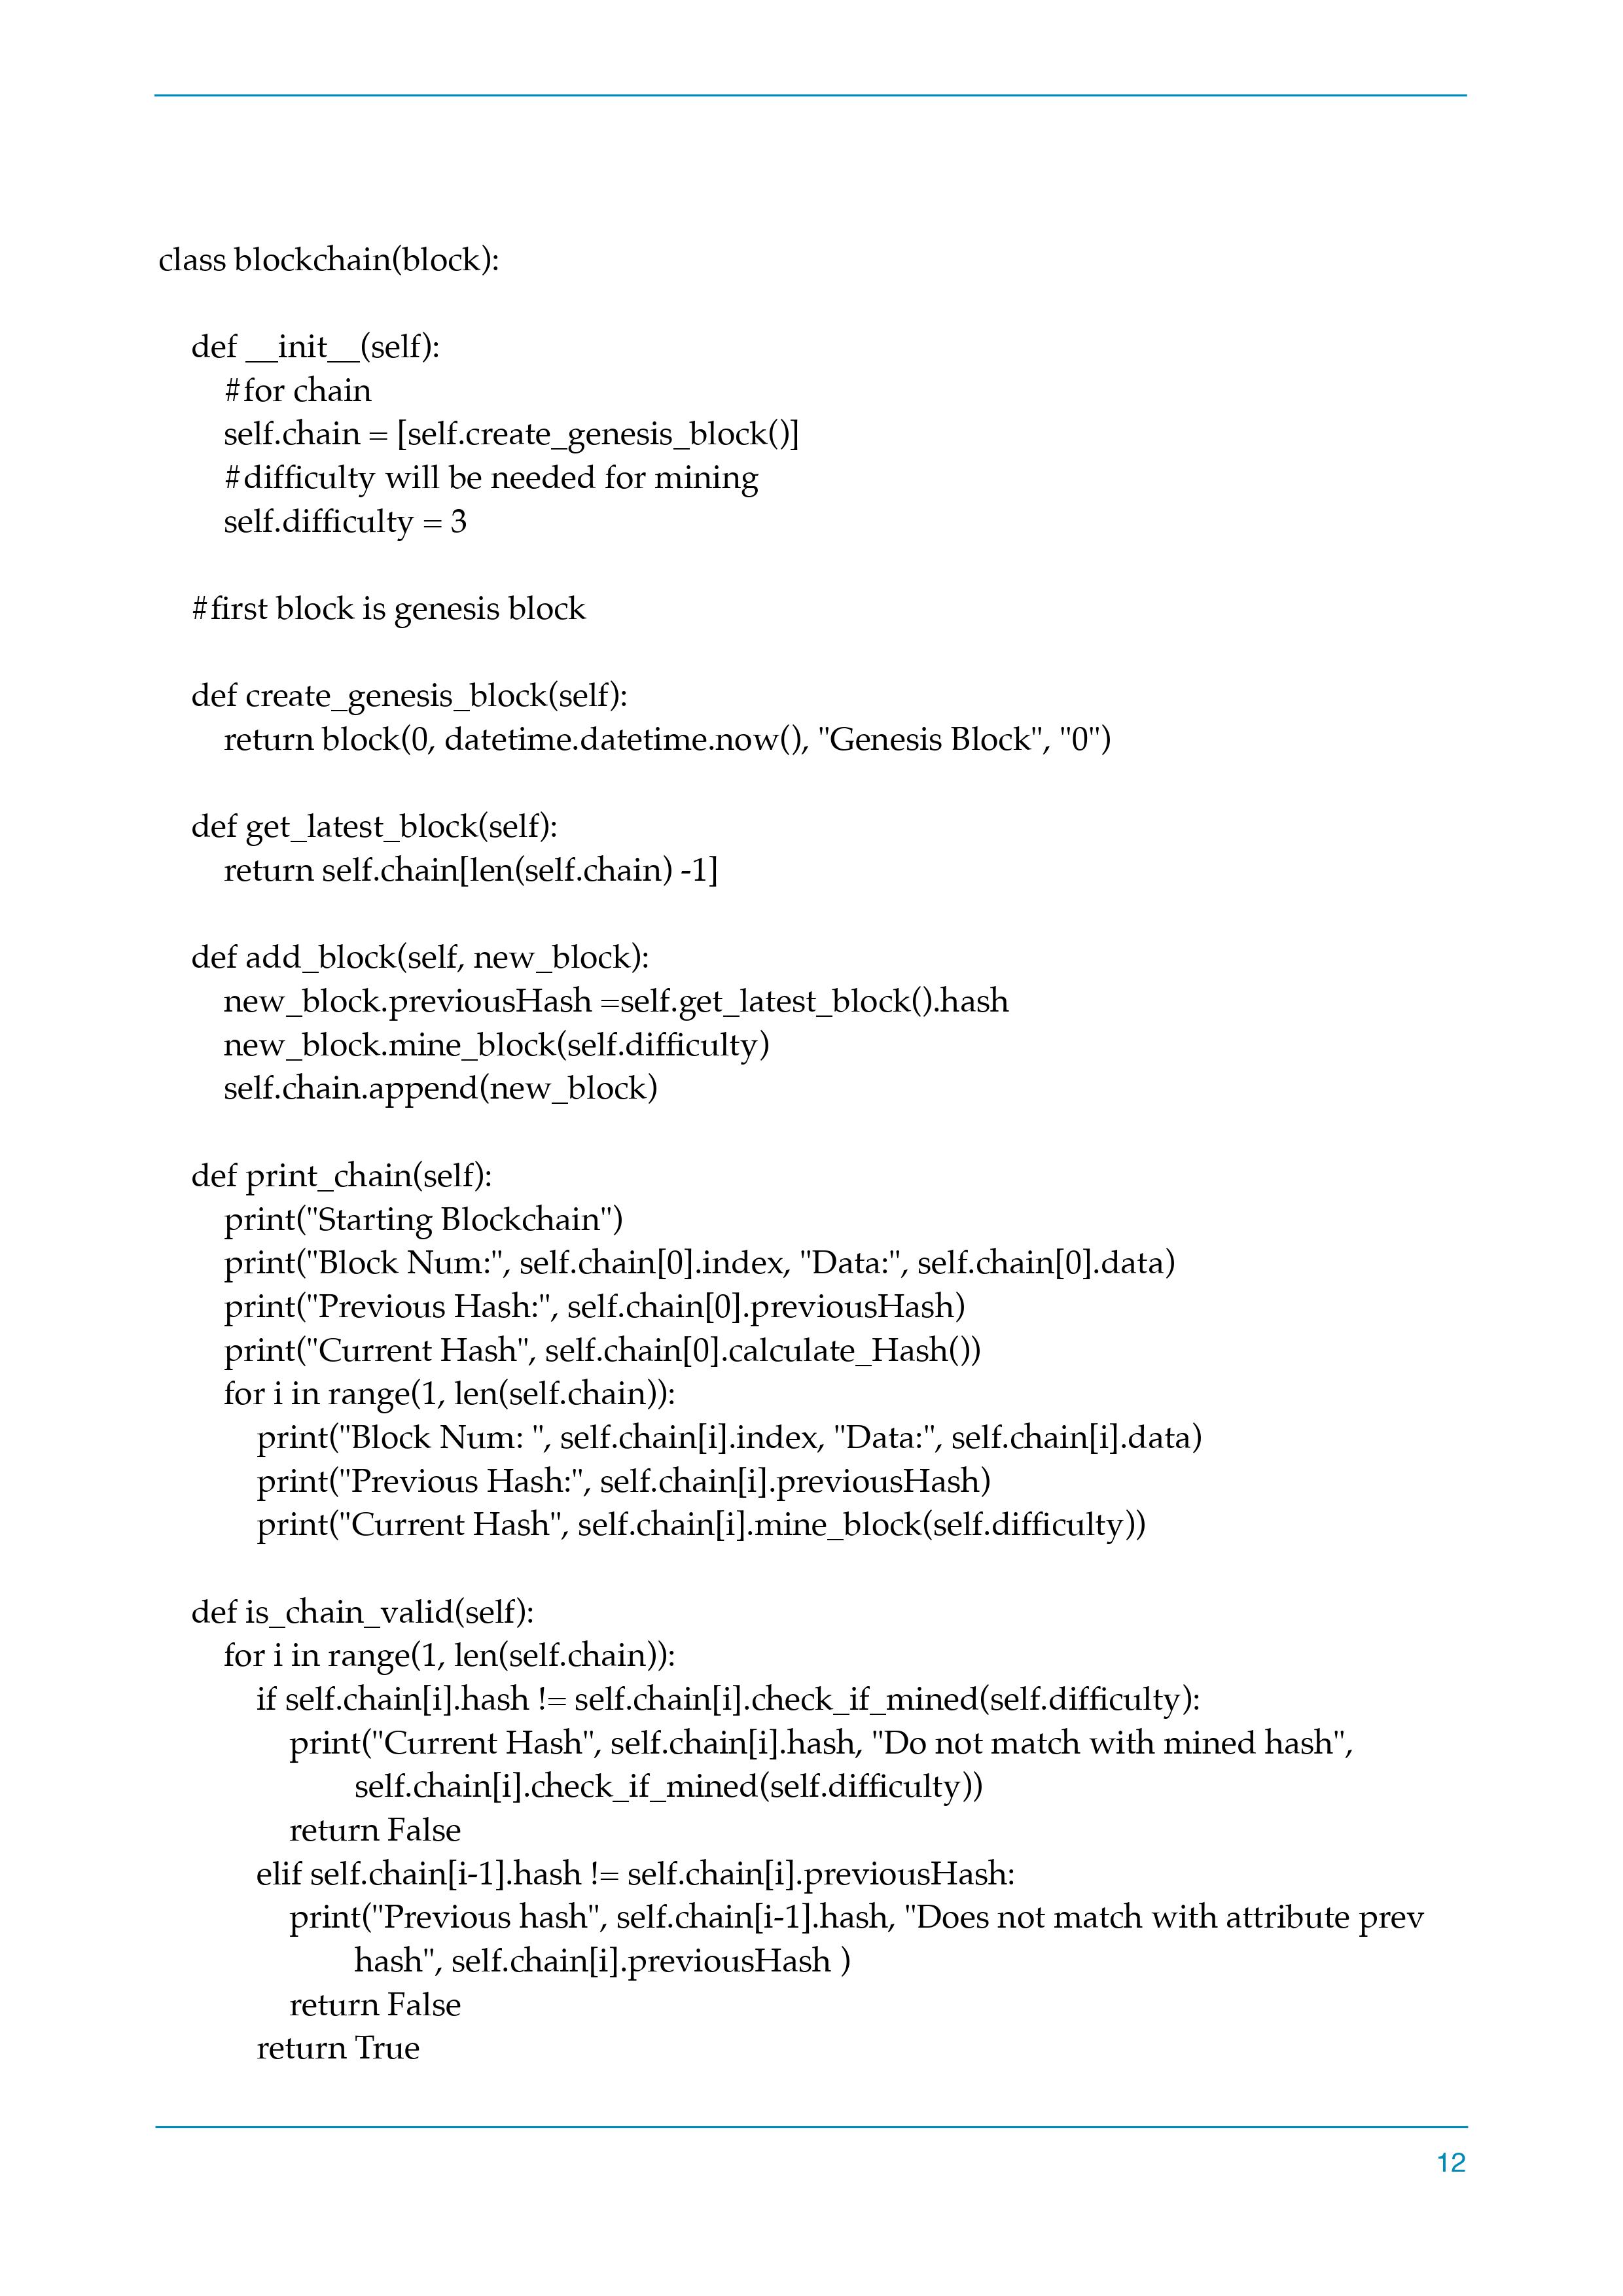 class blockchain(block):
def __init__(self):
#for chain
self.chain = [self.create_genesis_block()]
#difficulty will be needed for mining
self.difficulty = 3
#first block is genesis block
def create_genesis_block(self):
return block(0, datetime.datetime.now(), "Genesis Block", "0")
def get_latest_block(self):
return self.chain[len(self.chain) -1]
def add_block(self, new_block):
new_block.previousHash =self.get_latest_block().hash
new_block.mine_block(self.difficulty)
self.chain.append(new_block)
def print_chain(self):
print("Starting Blockchain")
print("Block Num:", self.chain[0].index, "Data:", self.chain[0].data)
print("Previous Hash:", self.chain[0].previousHash)
print("Current Hash", self.chain[0].calculate_Hash())
for i in range(1, len(self.chain)):
print("Block Num: ", self.chain[i].index, "Data:", self.chain[i].data)
print("Previous Hash:", self.chain[i].previousHash)
print("Current Hash", self.chain[i].mine_block(self.difficulty))
def is_chain_valid(self):
for i in range(1, len(self.chain)):
if self.chain[i].hash != self.chain[i].check_if_mined(self.difficulty):
print("Current Hash", self.chain[i].hash, "Do not match with mined hash",
self.chain[i].check_if_mined(self.difficulty))
return False
elif self.chain[i-1].hash != self.chain[i].previousHash:
print("Previous hash", self.chain[i-1].hash, "Does not match with attribute prev
hash", self.chain[i].previousHash )
return False
return True
12